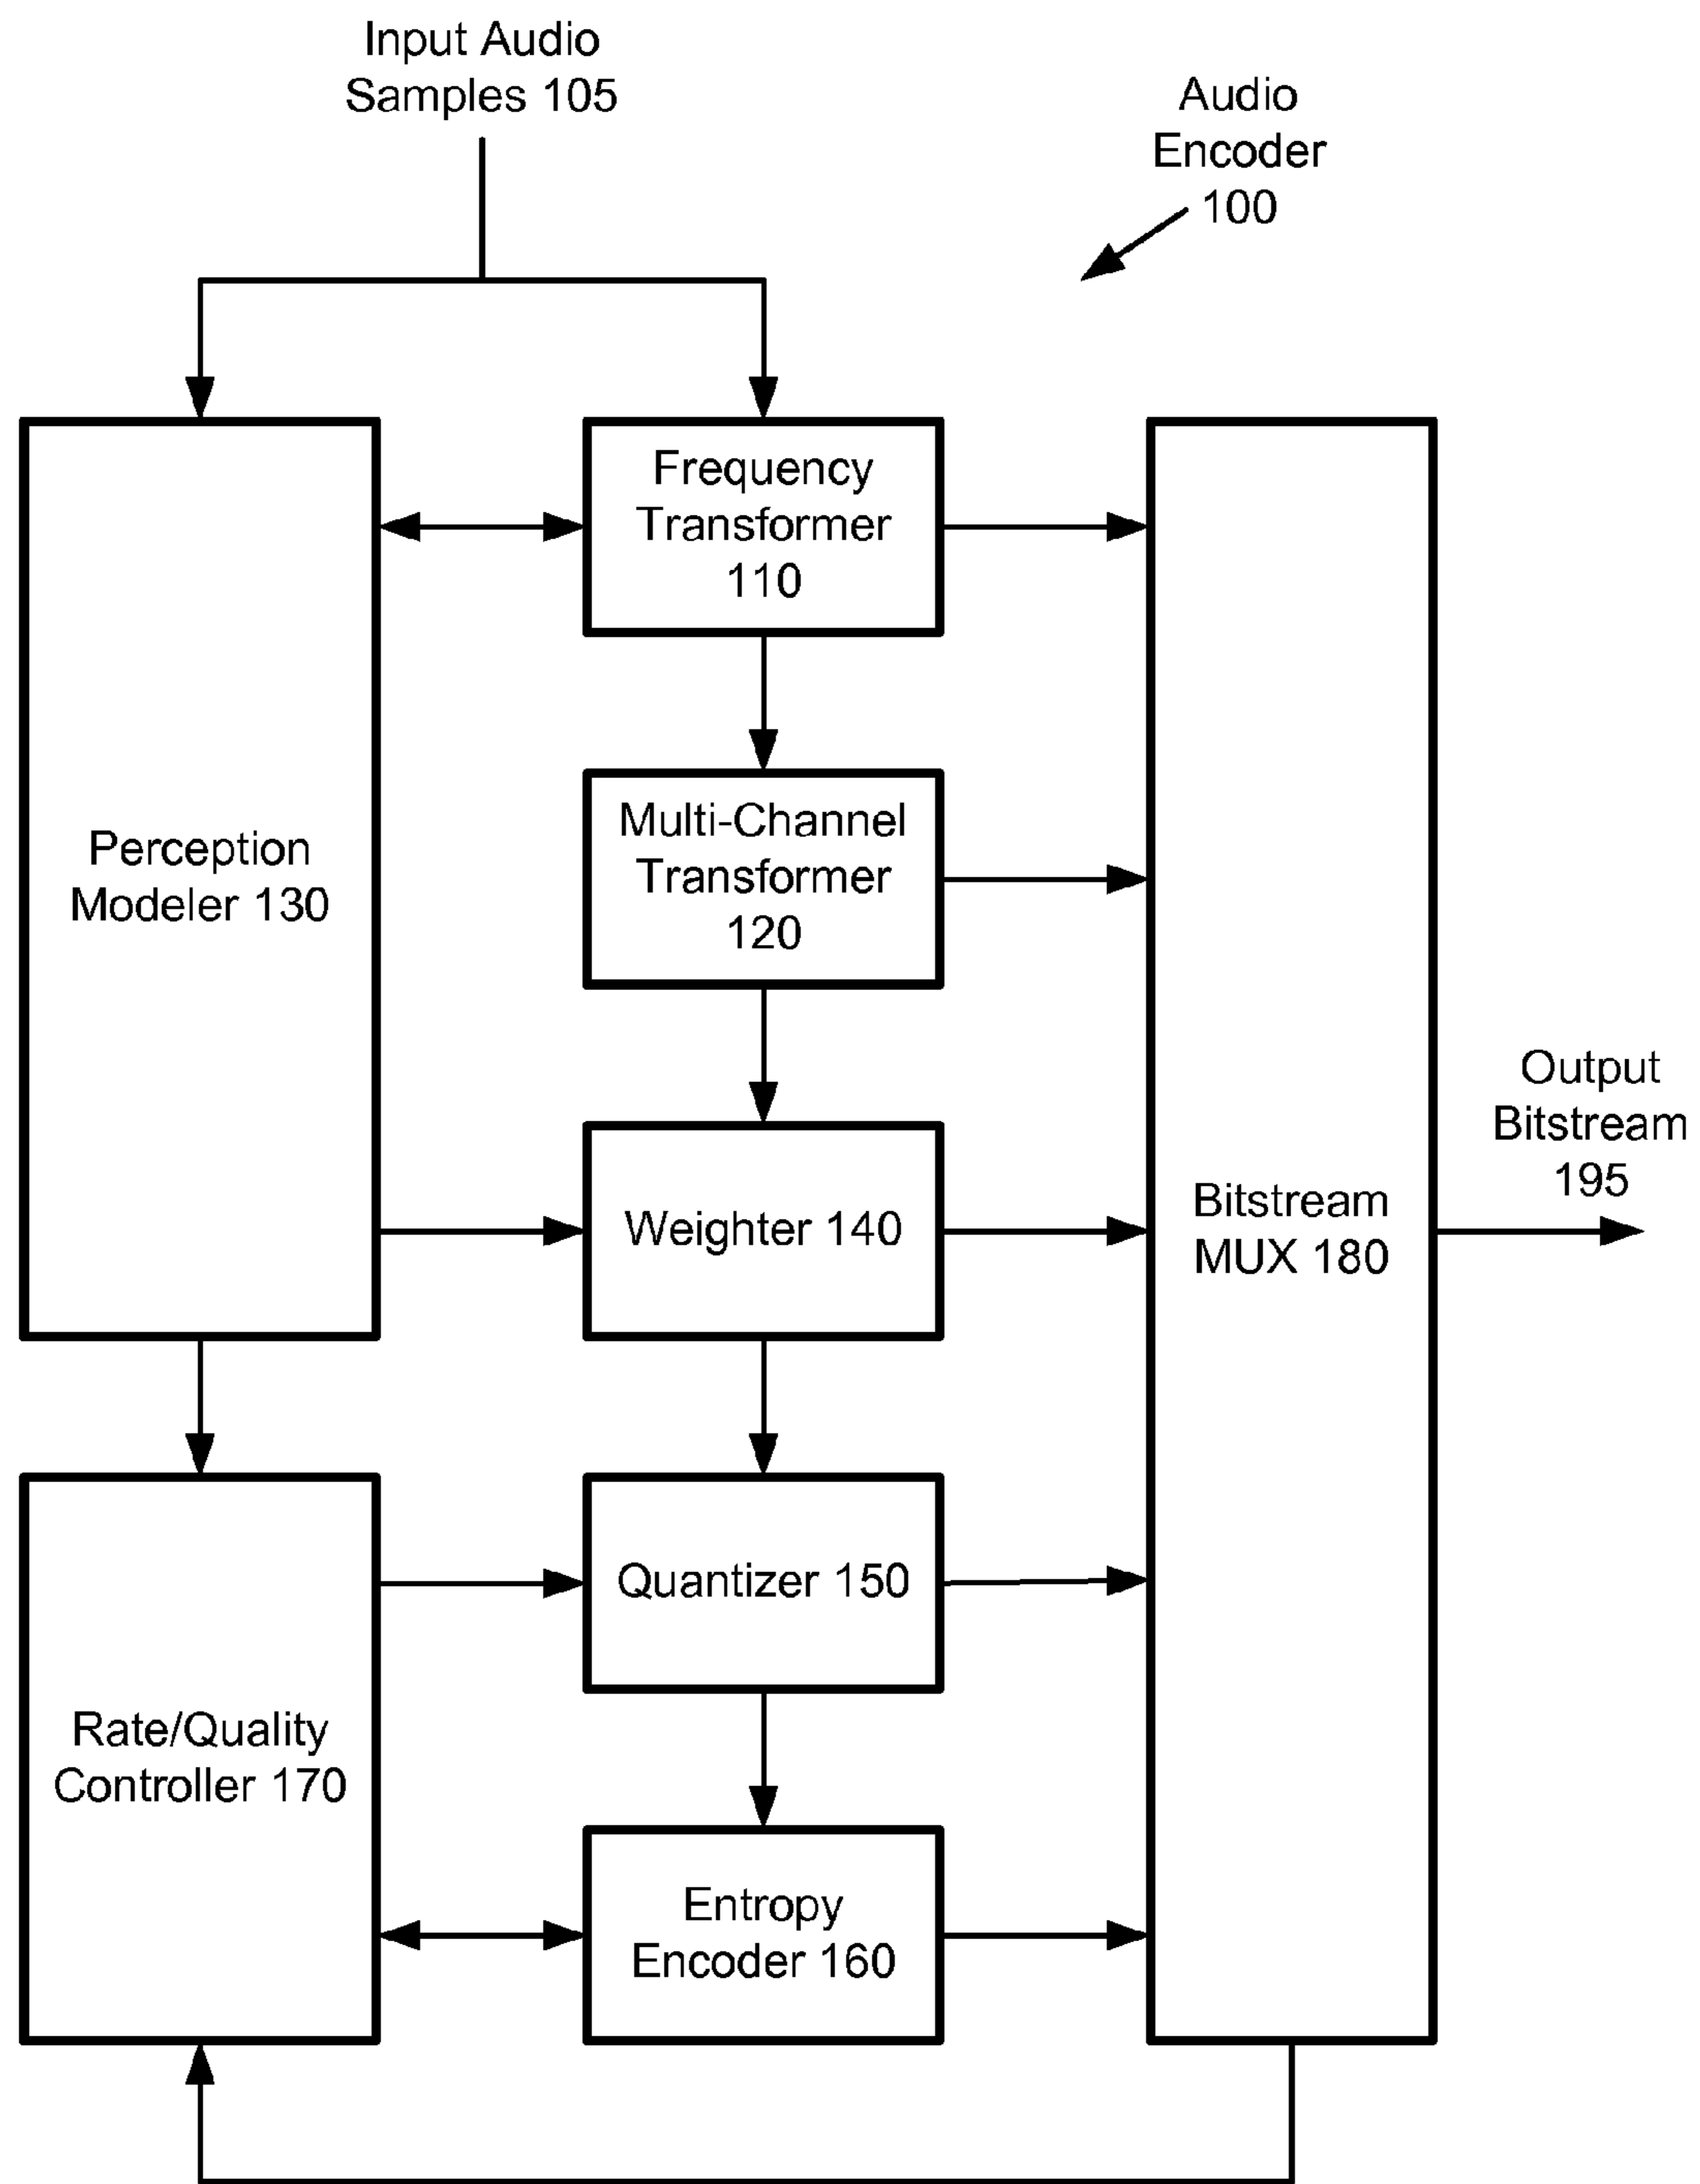 Input Audio
Samples 105
Audio
Encoder
100
Frequency
Transformer
110
Perception
Modeler 130
Multi-Channel
Transformer
120
Weighter 140
Bitstream
MUX 180
Output
Bitstream
195
Quantizer 150
Rate/Quality
Controller 170
Entropy
Encoder 160